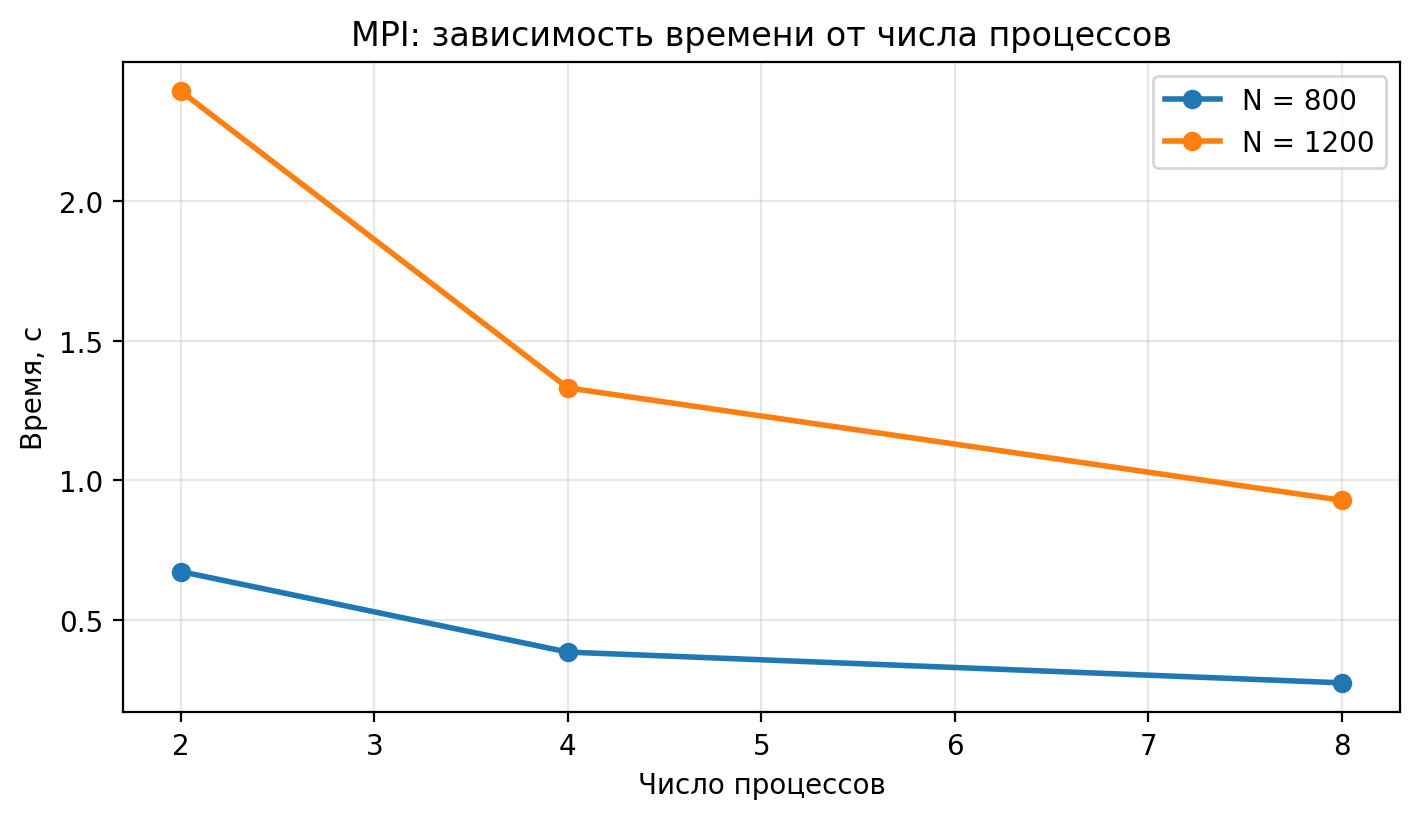 MPI: зависимость времени от числа процессов
N = 800
N = 1200
Время, с
2.0
1.5
1.0
0.5
2 3 4 5 6 7 8
Число процессов